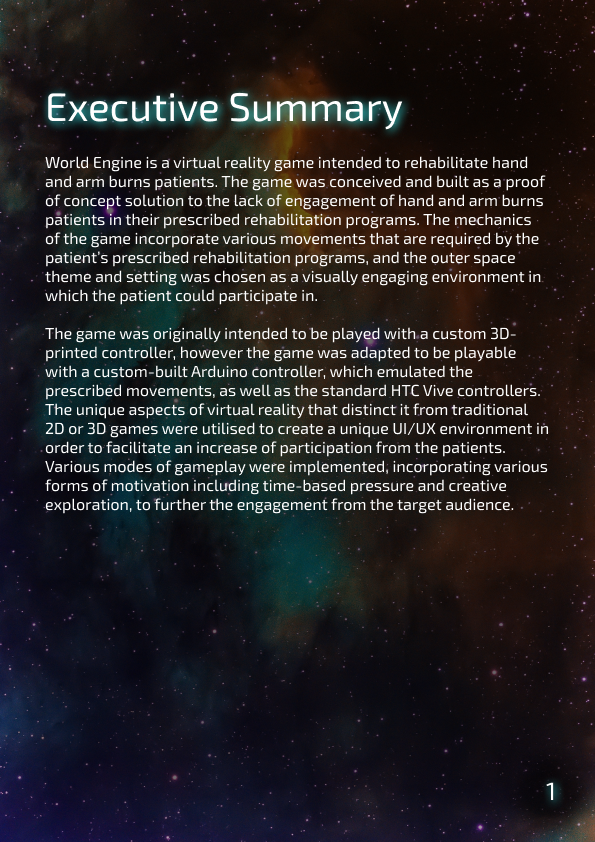 Executive Summary
World Engine is a virtual reality game intended to rehabilitate hand
and arm burns patients. The game was conceived and built as a proof
of concept solution to the lack of engagement of hand and arm burns
patients in their prescribed rehabilitation programs. The mechanics
of the game incorporate various movements that are required by the
patient's prescribed rehabilitation programs, and the outer space
theme and setting was chosen as a visually engaging environment in
which the patient could participate in.
The game was originally intended to be played with a custom 3D-
printed controller, however the game was adapted to be playable
with a custom-built Arduino controller, which emulated the
prescribed movements, as well as the standard HTC Vive controllers.
The unique aspects of virtual reality that distinct it from traditional
2D or 3D games were utilised to create a unique UI/UX environment in
order to facilitate an increase of participation from the patients.
Various modes of gameplay were implemented, incorporating various
forms of motivation including time-based pressure and creative
exploration, to further the engagement from the target audience.
1